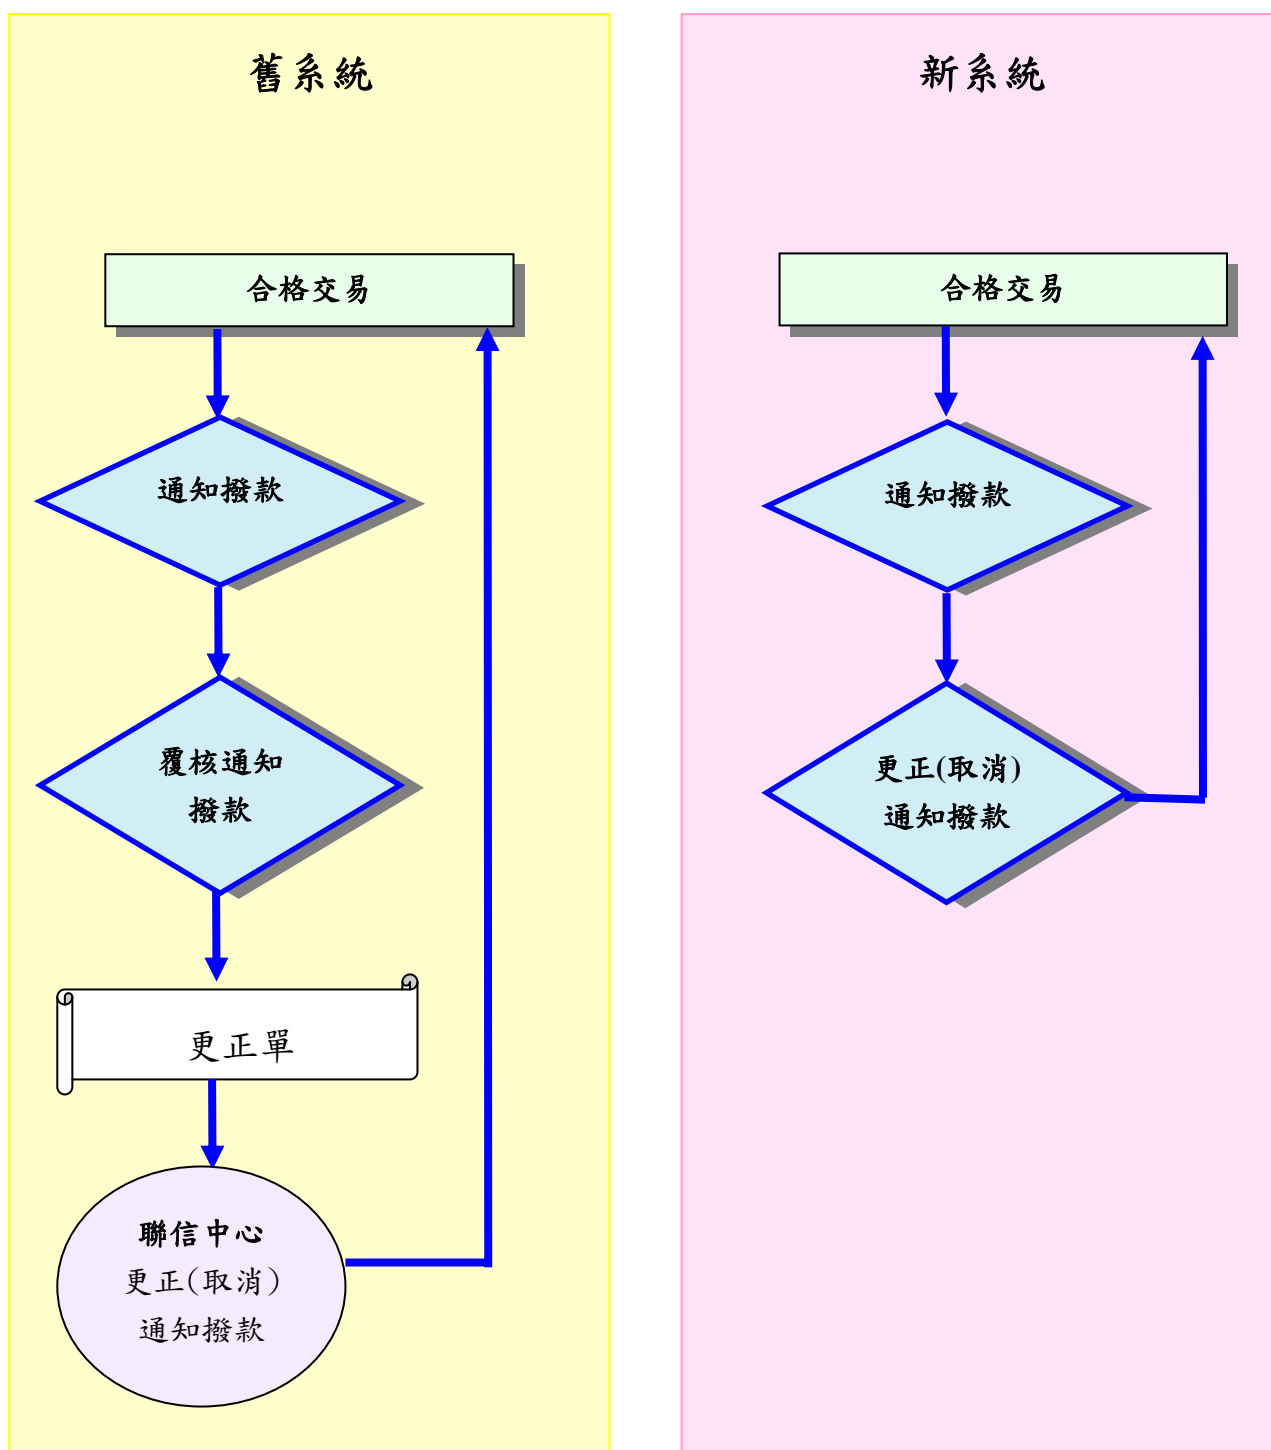 舊系統
合格交易
通知撥款
覆核通知
撥款
更正單
聯信中心
更正(取消)
通知撥款
新系統
合格交易
通知撥款
更正(取消)
通知撥款